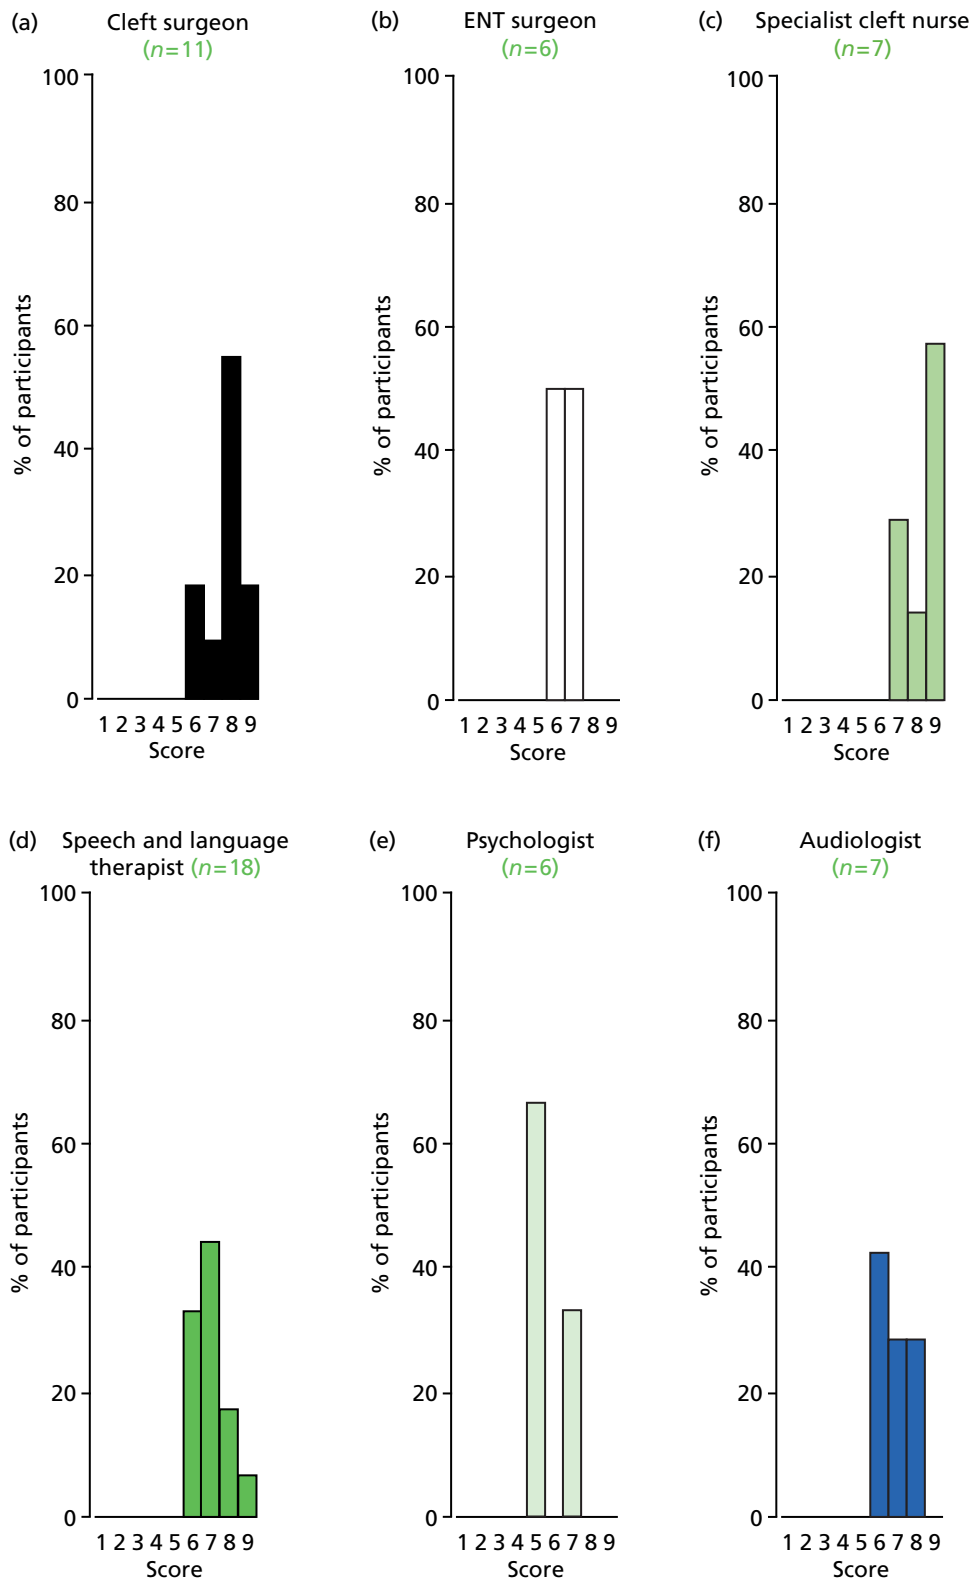 (a) Cleft surgeon
(n=11)
100
80
60
40
20
0
% of participants
1 2 3 4 5 6 7 8 9
Score
(b) ENT surgeon
(n=6)
100
80
60
40
20
0
% of participants
1 2 3 4 5 6 7 8 9
Score
(c) Specialist cleft nurse
(n=7)
100
80
60
40
20
0
% of participants
1 2 3 4 5 6 7 8 9
Score
(d) Speech and language
therapist (n=18)
100
80
60
40
20
0
% of participants
1 2 3 4 5 6 7 8 9
Score
(e) Psychologist
(n=6)
100
80
60
40
20
0
% of participants
1 2 3 4 5 6 7 8 9
Score
(f) Audiologist
(n=7)
100
80
60
40
20
0
% of participants
1 2 3 4 5 6 7 8 9
Score